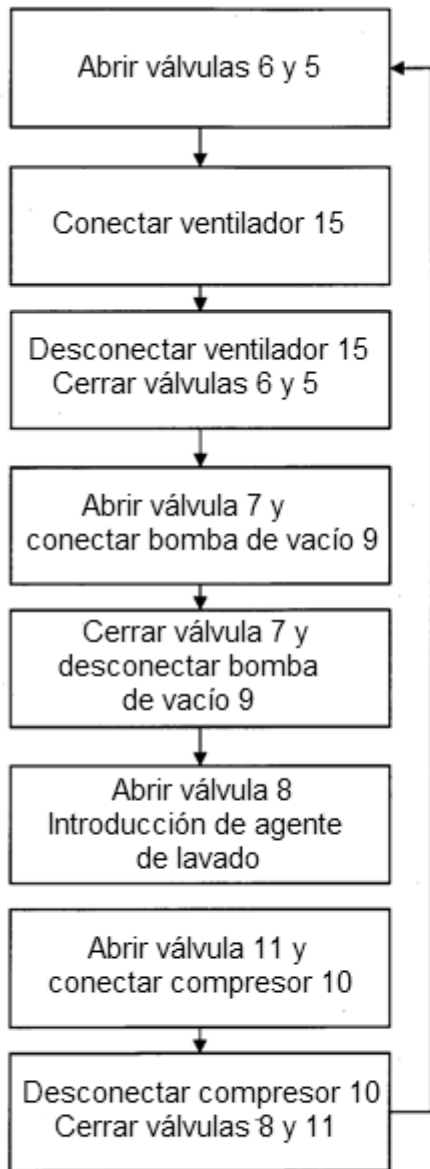 Abrir válvulas 6 y 5
Conectar ventilador 15
Desconectar ventilador 15
Cerrar válvulas 6 y 5
Abrir válvula 7 y
conectar bomba de vacío 9
Cerrar válvula 7 y
desconectar bomba
de vacío 9
Abrir válvula 8
Introducción de agente
de lavado
Abrir válvula 11 y
conectar compresor 10
Desconectar compresor 10
Cerrar válvulas 8 y 11